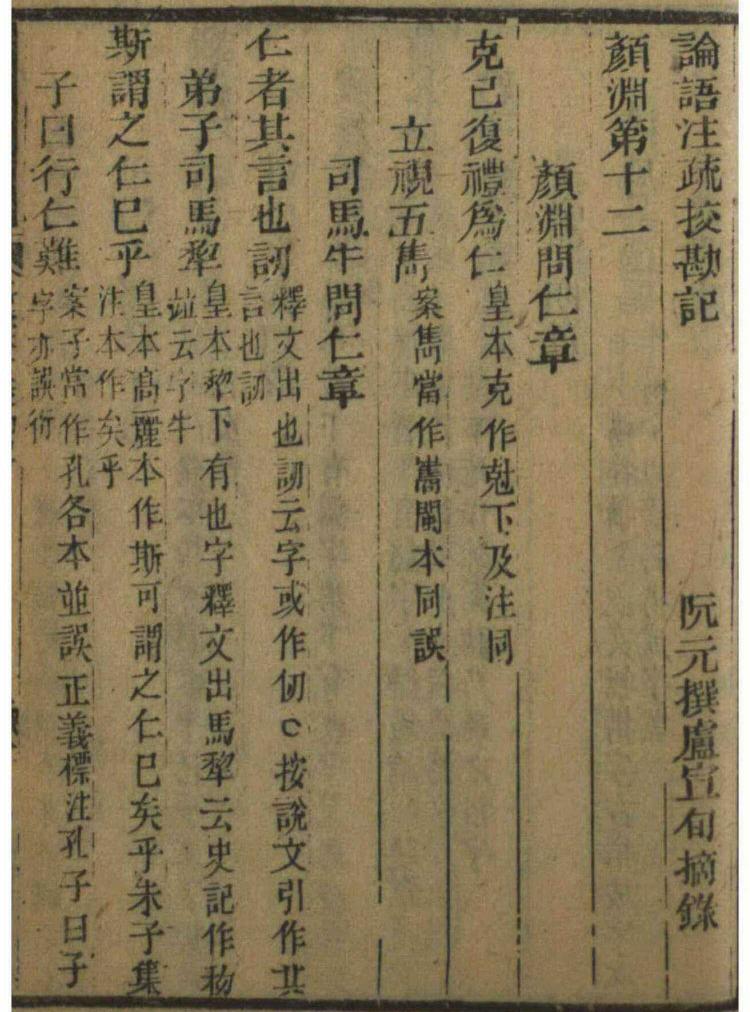 論語注疏挍勘記 阮元撰盧宣旬摘錄
顏淵第十二
顏淵問仁章
克己復禮爲仁 皇本克作尅下及注同
立視五雋 案雋當作巂閩本同誤
司馬牛問仁章
仁者其言也訒 釋文出也訒云字或作仞○按說文引作其
言也訒
弟子司馬犂 皇本犂下有也字釋文出馬犂云史記作利
並云字牛
斯謂之仁已乎 皇本高麗本作斯可謂之仁已矣乎朱子集
注本作矣乎
子曰行仁難 案子當作孔各本並誤正義標注孔子曰子
字亦誤衍